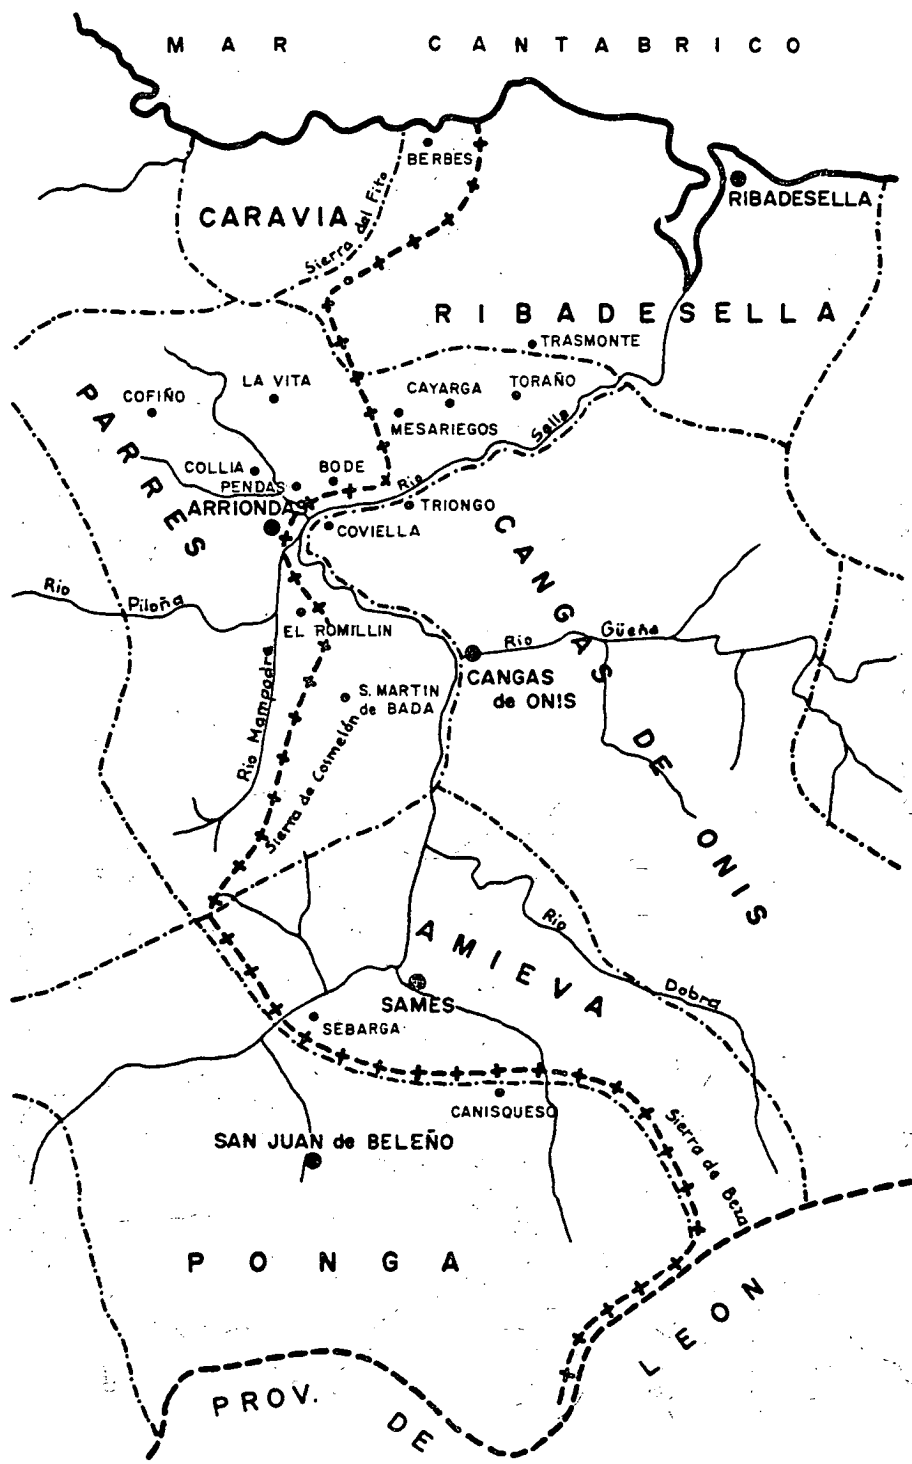 MAR CANTABRICO
BERBES
RIBADESELLA
CARAVIA
Sierra del Fito
RIBADESELLA
TRASMONTE
LA VITA
CAYARGA
TORAÑO
COFIÑO
PARRES
MESARIEGOS
Sella
COLLIA
BODE
PENDAS
Rio
ARRIONDAS
TRIONGO
COVIELLA
CANGAS
Rio
Piloña
EL ROMILLIN
Rio
Güeña
CANGAS
de ONIS
S. MARTIN
de BADA
Rio Mampodre
Sierra de Cosmelón
DE
ONIS
Rio
AMIEVA
Dobra
SAMES
SEBARGA
CANISQUESO
Sierra de Beza
SAN JUAN de BELEÑO
PONGA
LEON
PROV.
DE